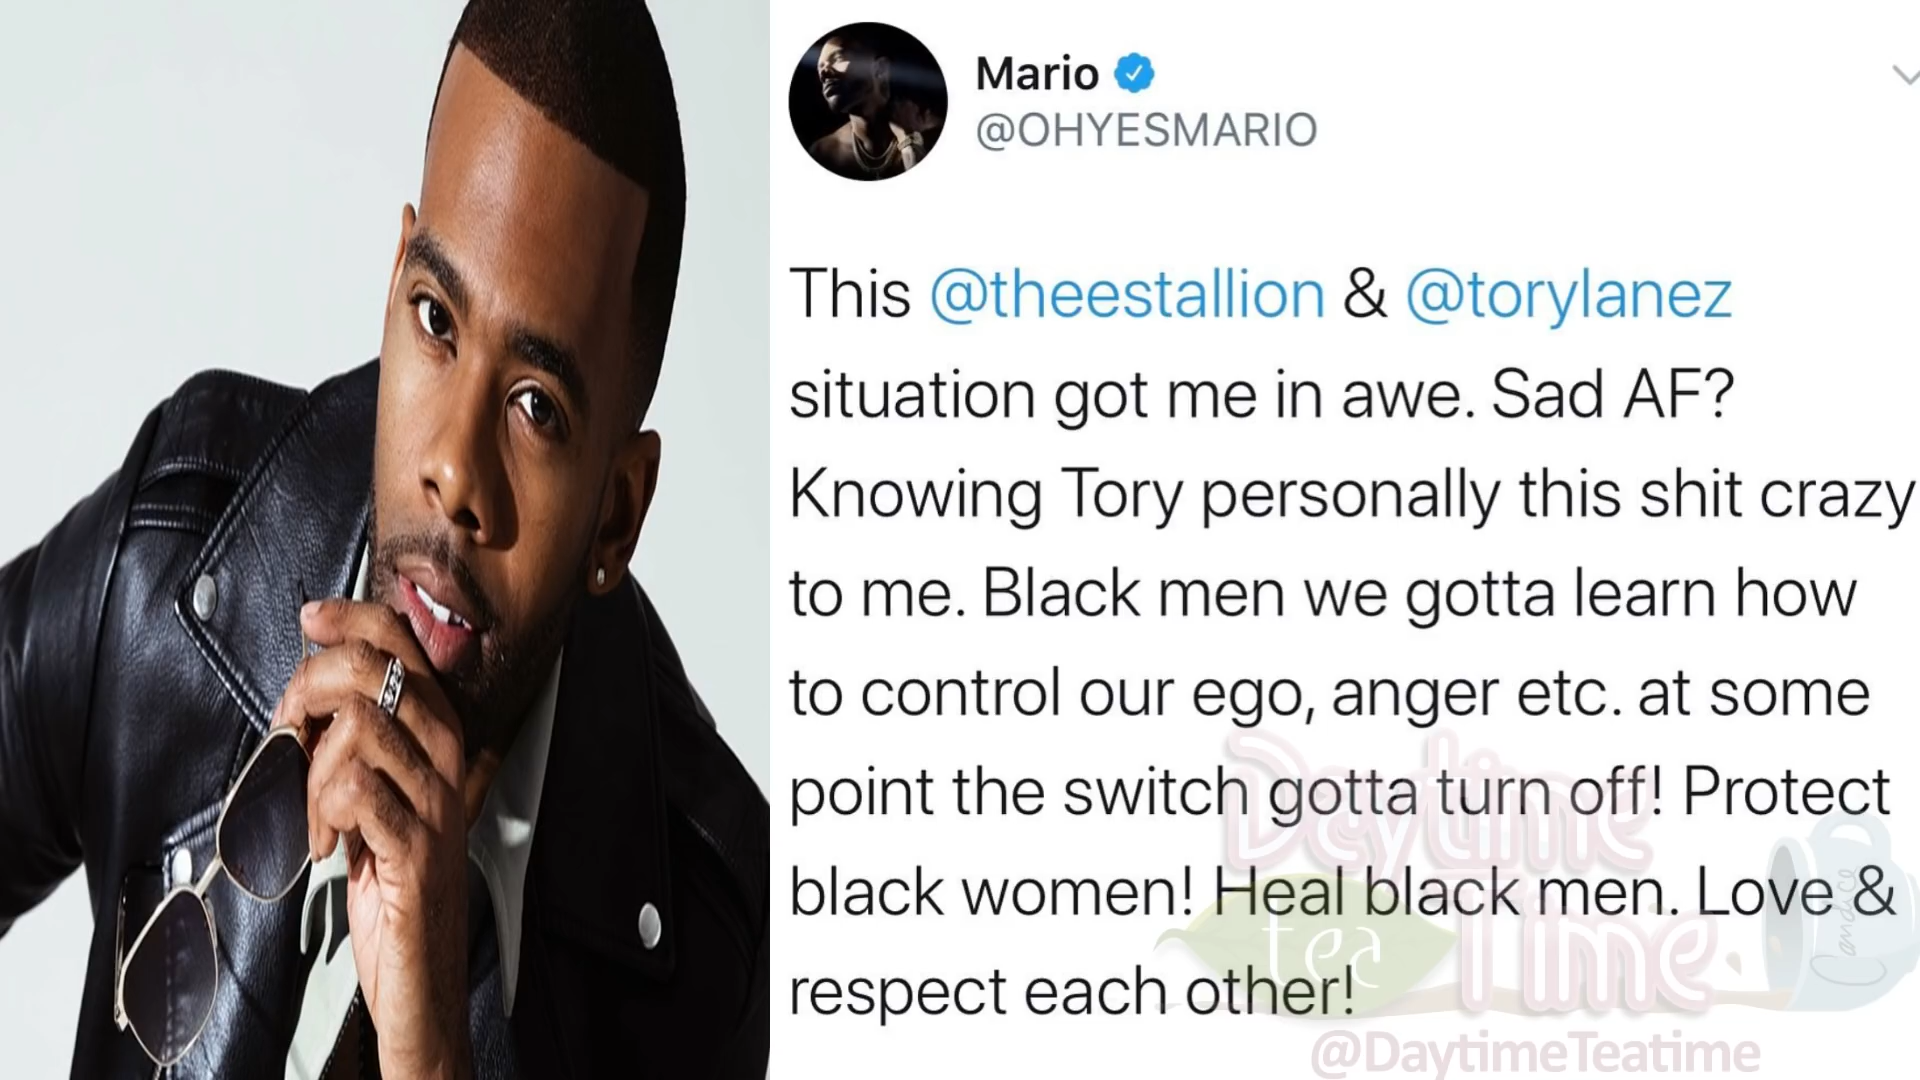 Mario
@OHYESMARIO
This @theestallion & @torylanez
situation got me in awe. Sad AF?
Knowing Tory personally this shit crazy
to me. Black men we gotta learn how
to control our ego, anger etc. at some
point the switch gotta turn off! Protect
black women! Heal black men. Love &
respect each other!
Daytime
tea Time
Candice
@DaytimeTeatime